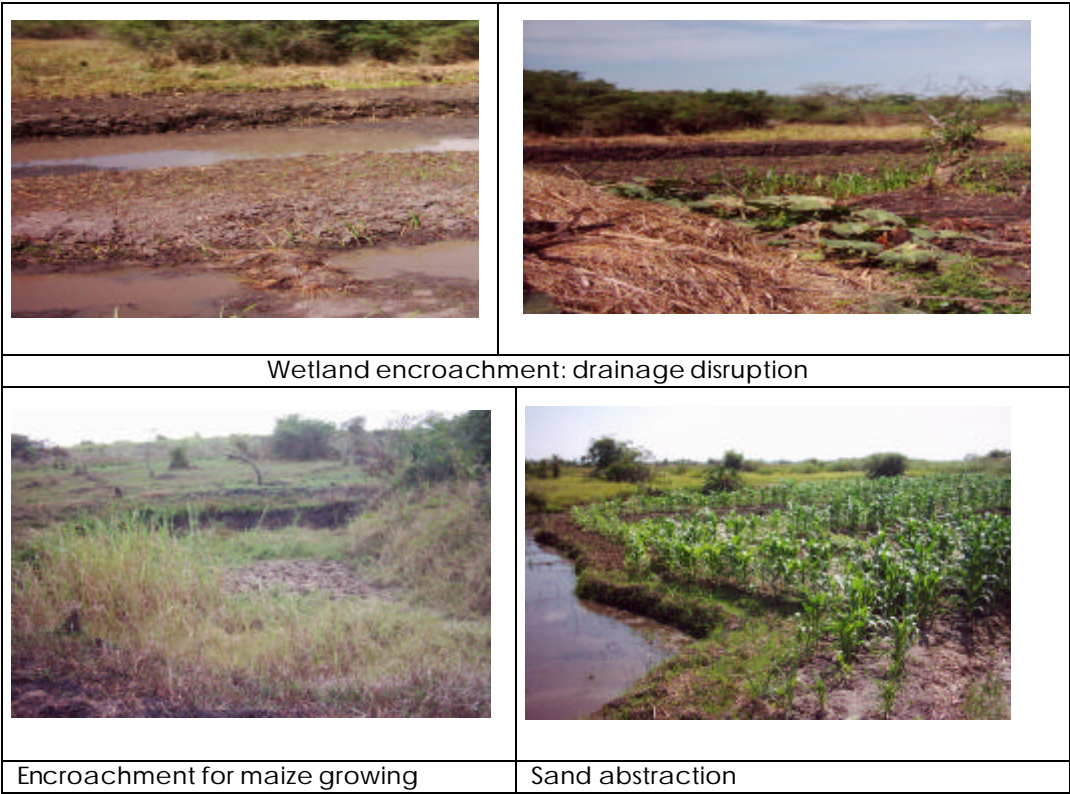 Wetland encroachment: drainage disruption
Encroachment for maize growing
Sand abstraction